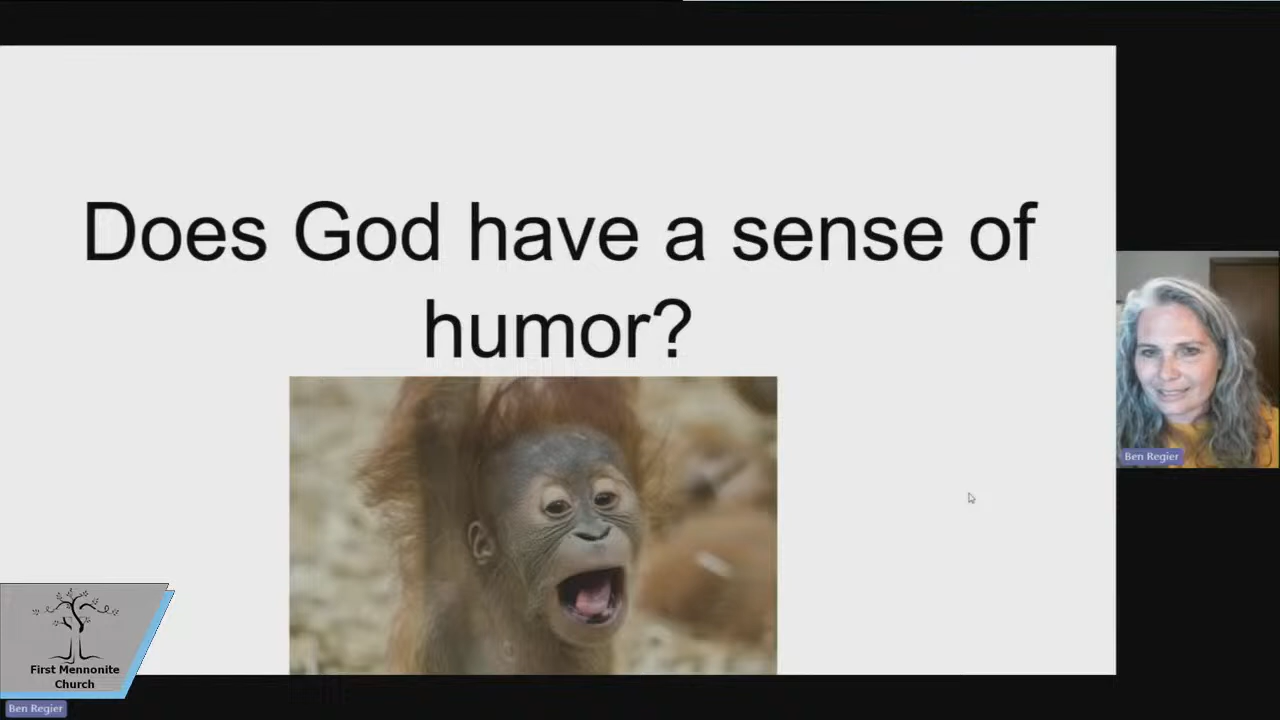 Does God have a sense of
humor?
Ben Regier
First Mennonite
Church
Ben Regier